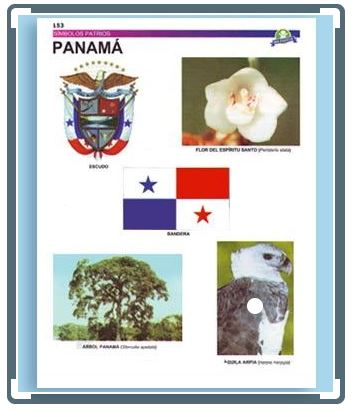 153
SÍMBOLOS PATRIOS
PANAMÁ
ESCUDO
FLOR DEL ESPÍRITU SANTO (Peristeria elata)
BANDERA
ÁRBOL PANAMÁ (Sterculia apetala)
ÁGUILA ARPÍA (Harpia harpyja)